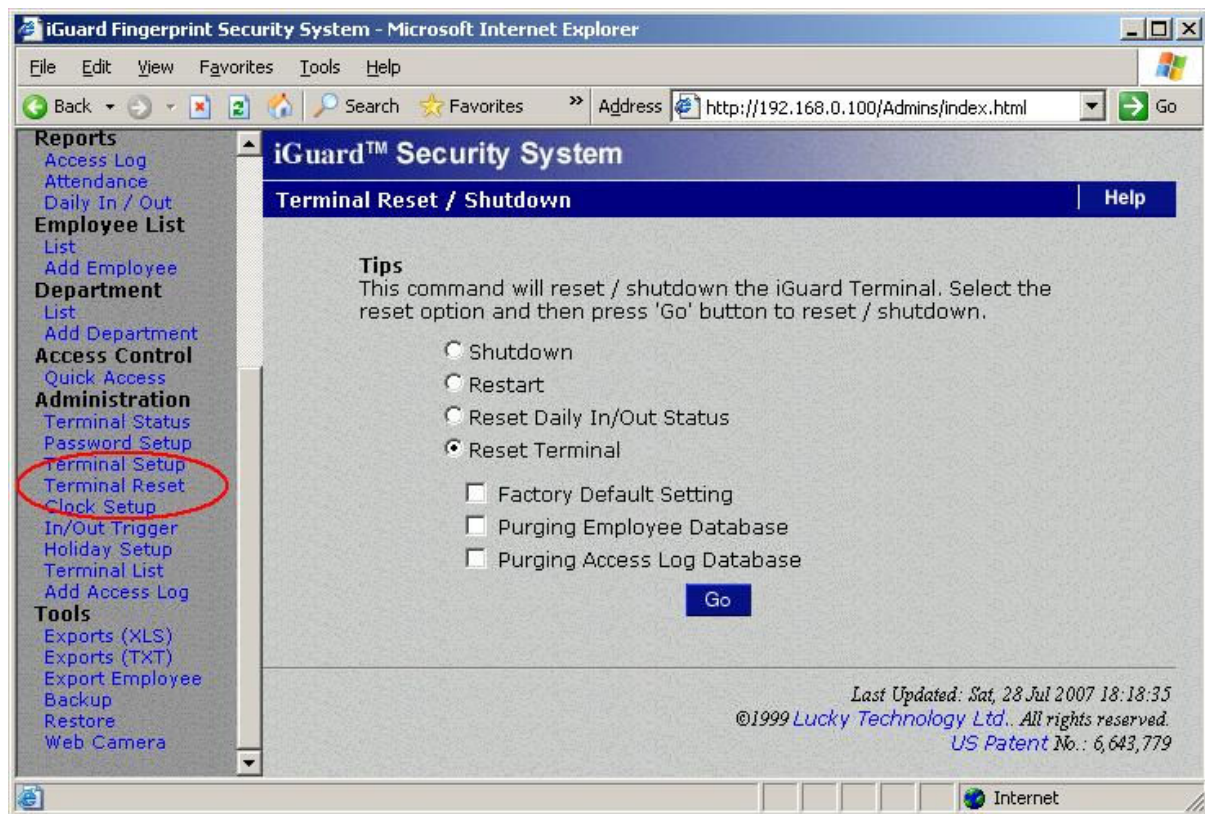 iGuard Fingerprint Security System - Microsoft Internet Explorer
File Edit View Favorites Tools Help
Back Search Favorites » Address http://192.168.0.100/Admins/index.html Go
Reports
Access Log
Attendance
Daily In / Out
Employee List
List
Add Employee
Department
List
Add Department
Access Control
Quick Access
Administration
Terminal Status
Password Setup
Terminal Setup
Terminal Reset
Clock Setup
In/Out Trigger
Holiday Setup
Terminal List
Add Access Log
Tools
Exports (XLS)
Exports (TXT)
Export Employee
Backup
Restore
Web Camera
iGuard™ Security System
Terminal Reset / Shutdown | Help
Tips
This command will reset / shutdown the iGuard Terminal. Select the
reset option and then press 'Go' button to reset / shutdown.
Shutdown
Restart
Reset Daily In/Out Status
Reset Terminal
Factory Default Setting
Purging Employee Database
Purging Access Log Database
Go
Last Updated: Sat, 28 Jul 2007 18:18:35
©1999 Lucky Technology Ltd.. All rights reserved.
US Patent No.: 6,643,779
Internet